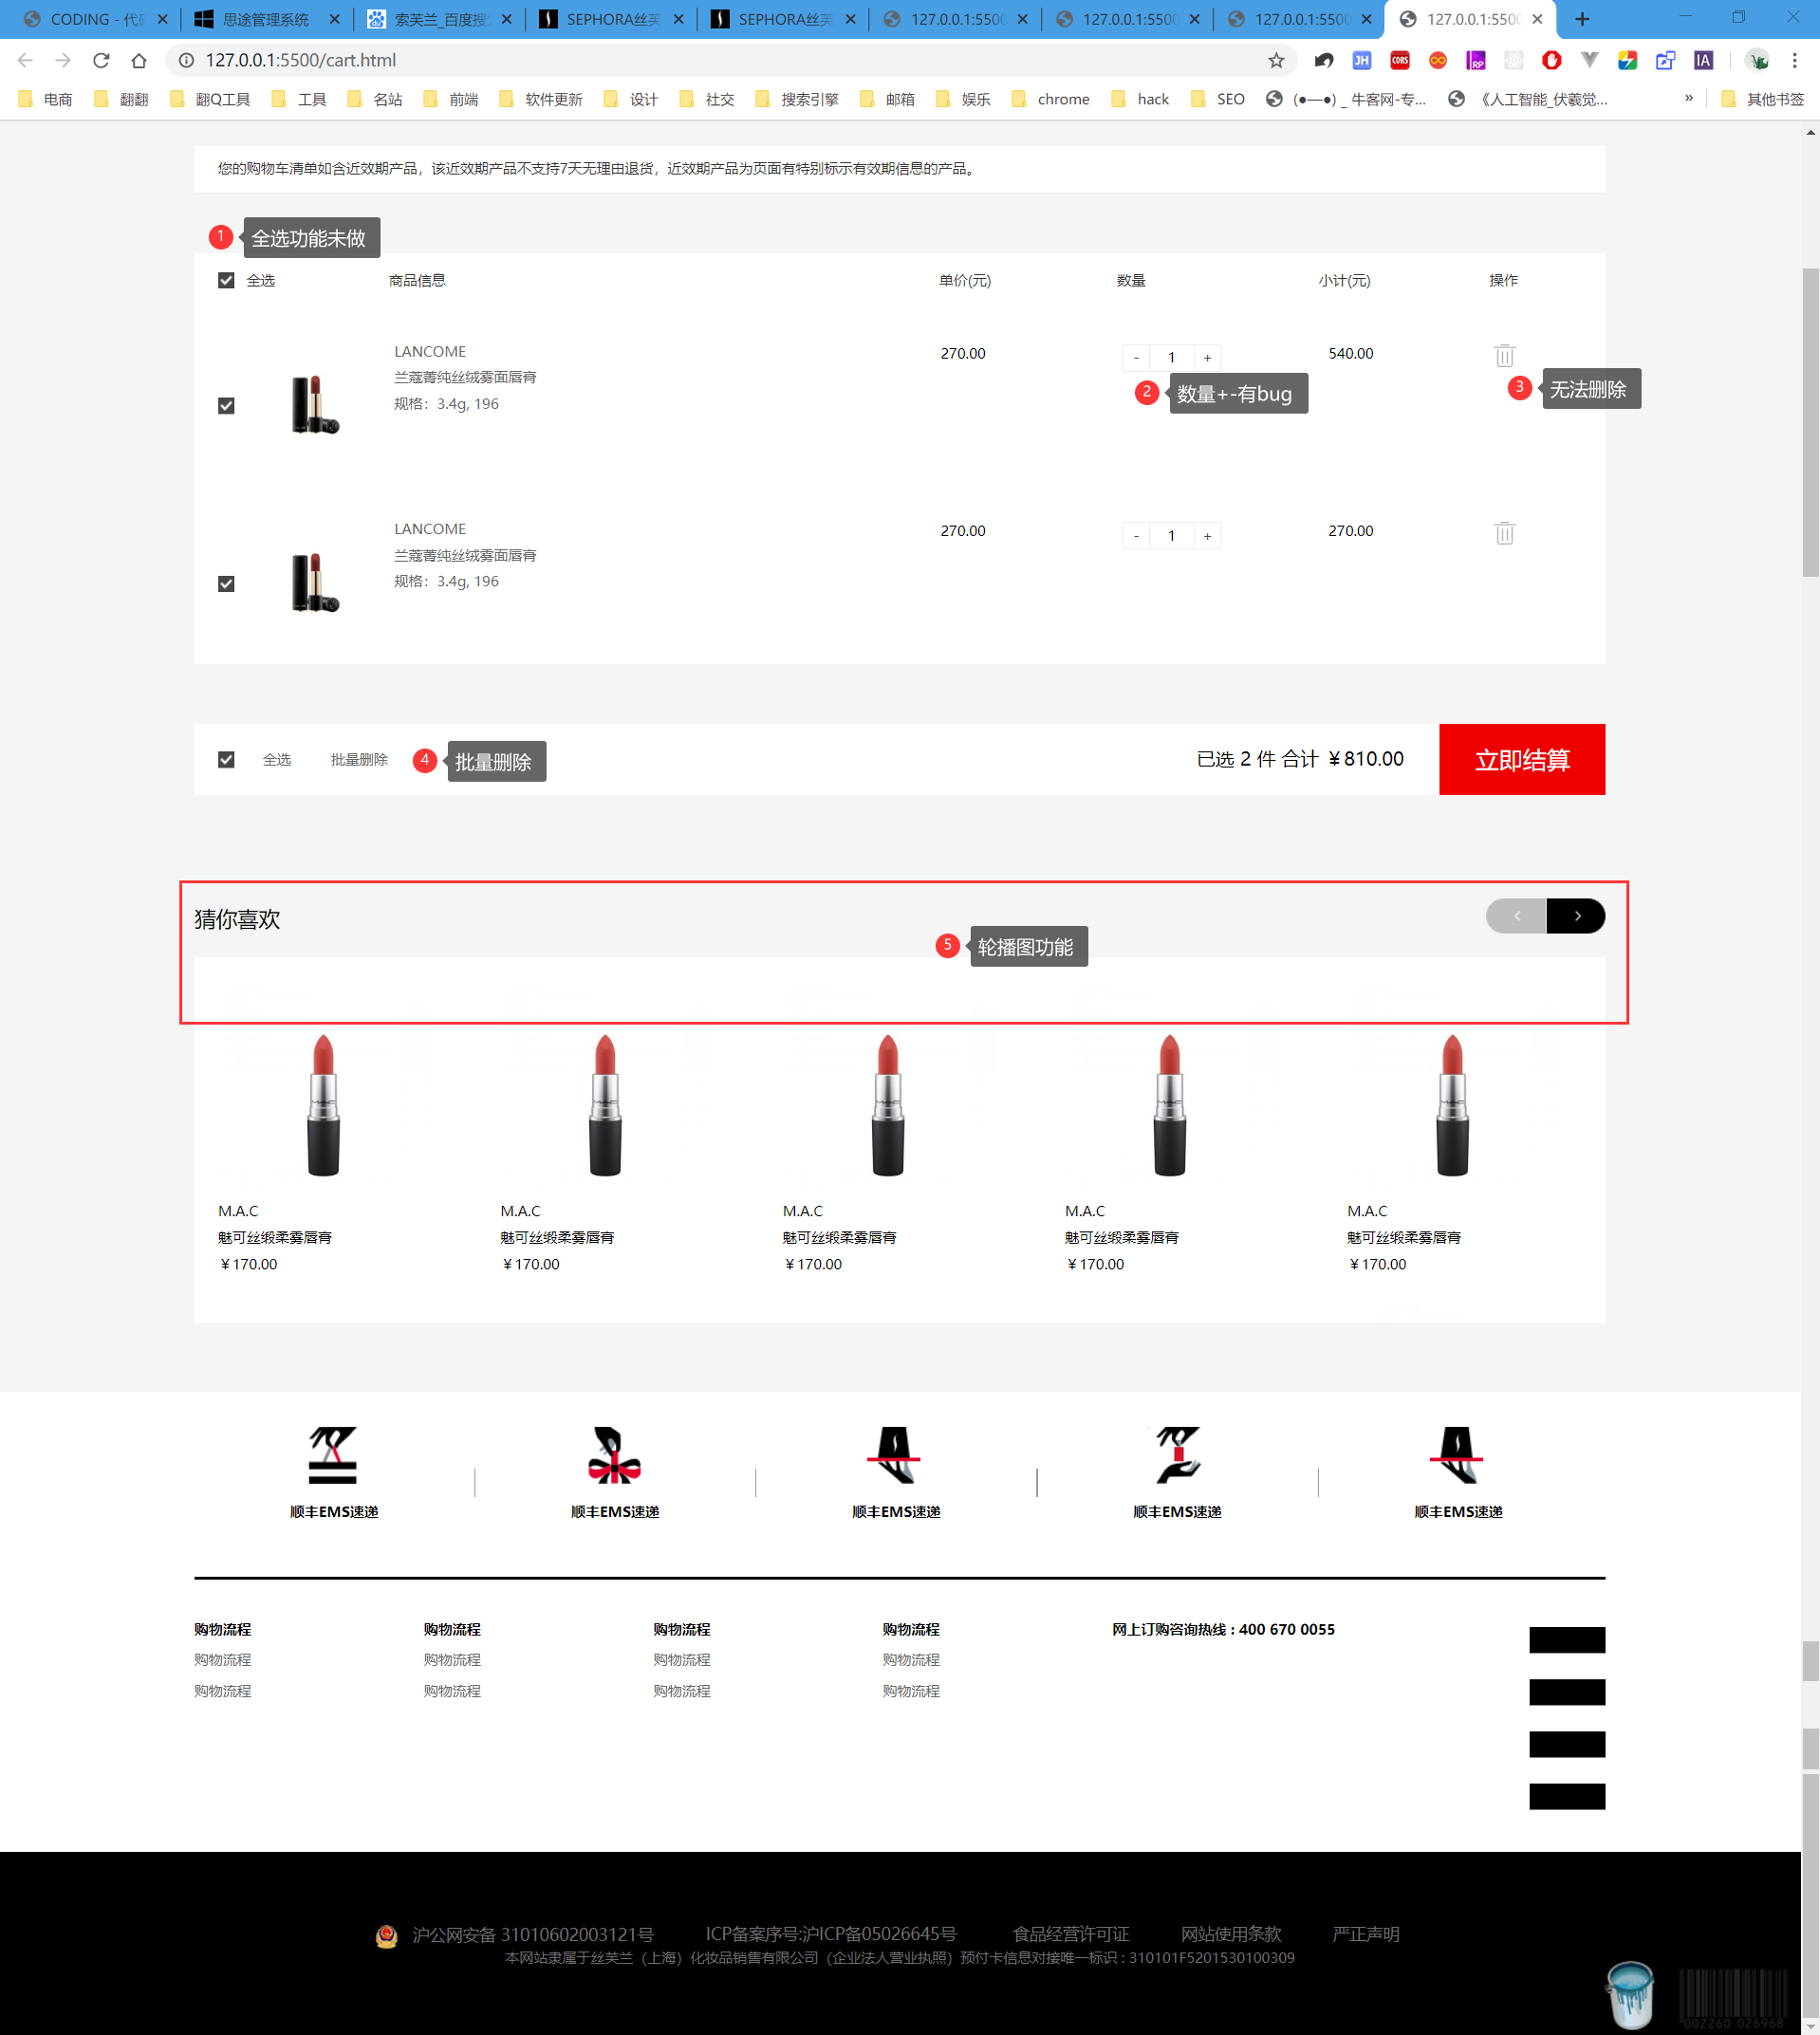 CODING - 代码
思途管理系统
索芙兰_百度搜
SEPHORA丝芙
SEPHORA丝芙
127.0.0.1:5500
127.0.0.1:5500
127.0.0.1:5500
127.0.0.1:5500
127.0.0.1:5500/cart.html
JH
CORS
RP
IA
电商
翻翻
翻Q工具
工具
名站
前端
软件更新
设计
社交
搜索引擎
邮箱
娱乐
chrome
hack
SEO
(●—●) _ 牛客网-专...
《人工智能_伏羲觉...
»
其他书签
您的购物车清单如含近效期产品，该近效期产品不支持7天无理由退货，近效期产品为页面有特别标示有效期信息的产品。
1 全选功能未做
全选 商品信息 单价(元) 数量 小计(元) 操作
LANCOME
兰蔻菁纯丝绒雾面唇膏
规格：3.4g, 196
270.00
- 1 +
540.00
2 数量+-有bug
3 无法删除
LANCOME
兰蔻菁纯丝绒雾面唇膏
规格：3.4g, 196
270.00
- 1 +
270.00
全选 批量删除
4 批量删除
已选 2 件 合计 ￥810.00
立即结算
猜你喜欢
5 轮播图功能
M.A.C
魅可丝缎柔雾唇膏
￥170.00
M.A.C
魅可丝缎柔雾唇膏
￥170.00
M.A.C
魅可丝缎柔雾唇膏
￥170.00
M.A.C
魅可丝缎柔雾唇膏
￥170.00
M.A.C
魅可丝缎柔雾唇膏
￥170.00
顺丰EMS速递
顺丰EMS速递
顺丰EMS速递
顺丰EMS速递
顺丰EMS速递
购物流程
购物流程
购物流程
购物流程
购物流程
购物流程
购物流程
购物流程
购物流程
购物流程
购物流程
购物流程
网上订购咨询热线 : 400 670 0055
沪公网安备 31010602003121号 ICP备案序号:沪ICP备05026645号 食品经营许可证 网站使用条款 严正声明
本网站隶属于丝芙兰（上海）化妆品销售有限公司（企业法人营业执照）预付卡信息对接唯一标识 : 310101F5201530100309
002260 026968